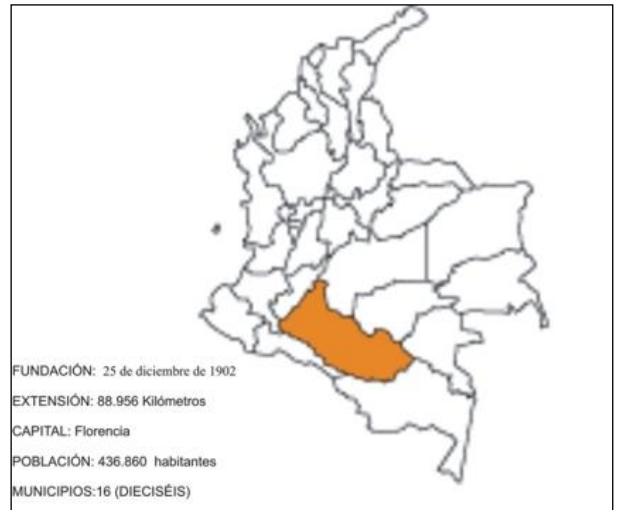 FUNDACIÓN: 25 de diciembre de 1902
EXTENSIÓN: 88.956 Kilómetros
CAPITAL: Florencia
POBLACIÓN: 436.860 habitantes
MUNICIPIOS:16 (DIECISÉIS)